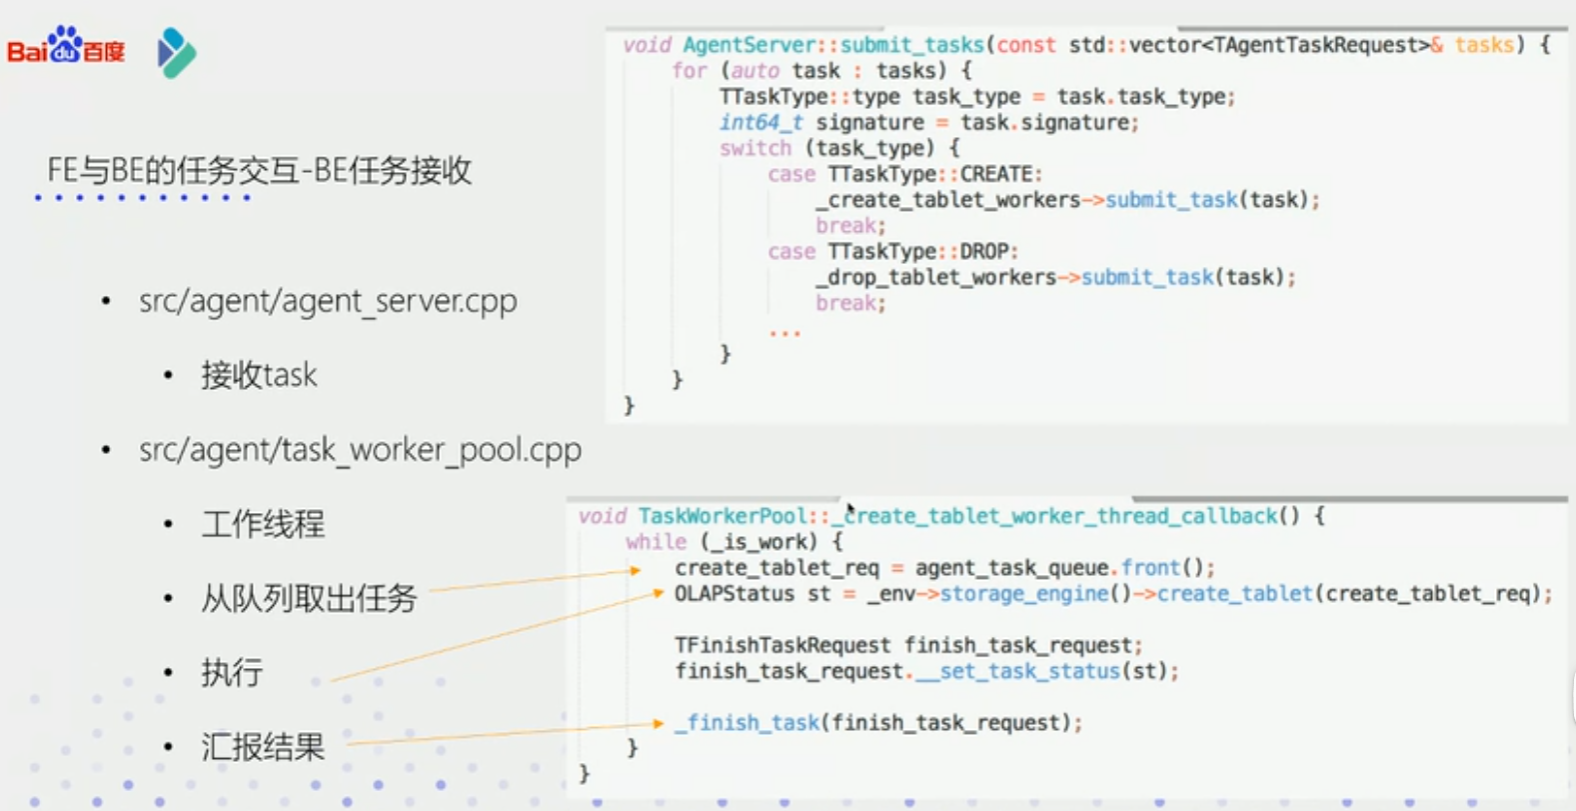 Bai du 百度
FE与BE的任务交互-BE任务接收
• src/agent/agent_server.cpp
• 接收task
• src/agent/task_worker_pool.cpp
• 工作线程
• 从队列取出任务
• 执行
• 汇报结果
void AgentServer::submit_tasks(const std::vector<TAgentTaskRequest>& tasks) {
for (auto task : tasks) {
TTaskType::type task_type = task.task_type;
int64_t signature = task.signature;
switch (task_type) {
case TTaskType::CREATE:
_create_tablet_workers->submit_task(task);
break;
case TTaskType::DROP:
_drop_tablet_workers->submit_task(task);
break;
...
}
}
}
void TaskWorkerPool::_create_tablet_worker_thread_callback() {
while (_is_work) {
create_tablet_req = agent_task_queue.front();
OLAPStatus st = _env->storage_engine()->create_tablet(create_tablet_req);
TFinishTaskRequest finish_task_request;
finish_task_request.__set_task_status(st);
_finish_task(finish_task_request);
}
}